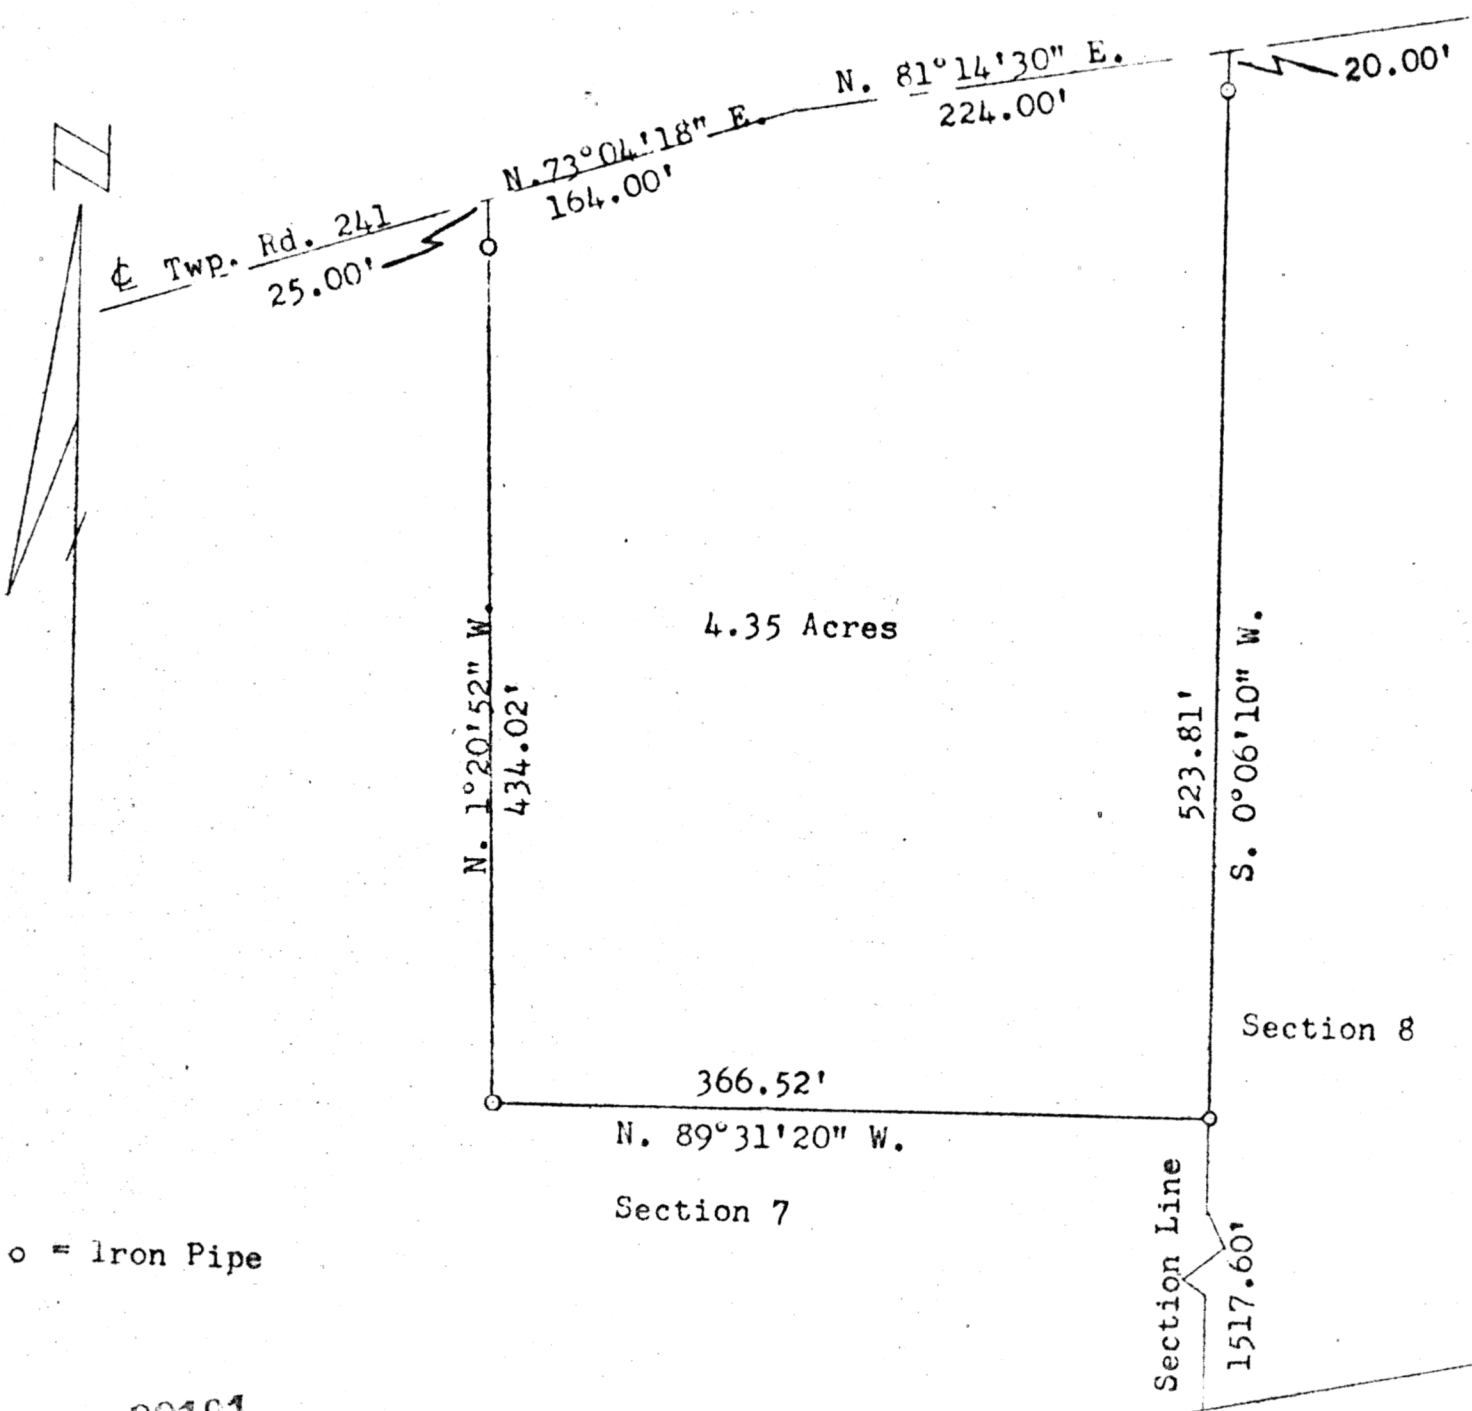 N. 81°14'30" E.
224.00'
20.00'
N.73°04'18" E.
164.00'
N
℄ Twp. Rd. 241
25.00'
4.35 Acres
N. 1°20'52" W.
434.02'
523.81'
S. 0°06'10" W.
Section 8
366.52'
N. 89°31'20" W.
Section 7
Section Line
1517.60'
o = Iron Pipe